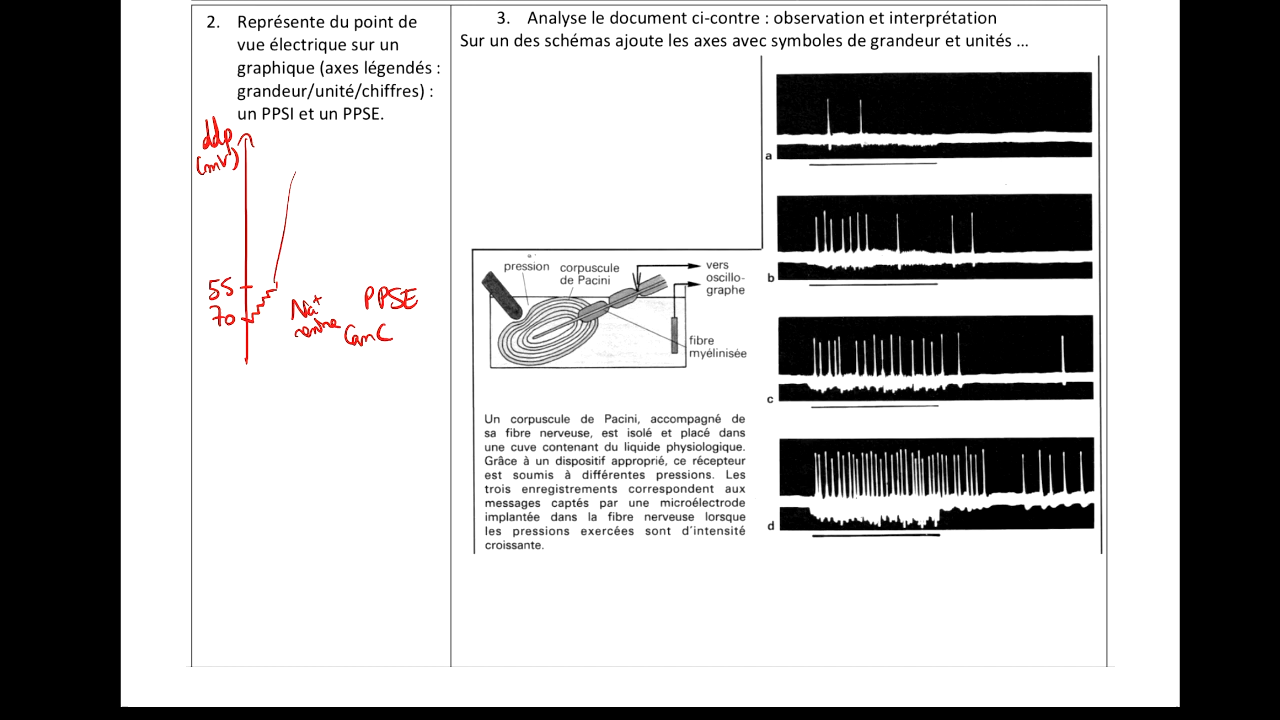 2. Représente du point de
vue électrique sur un
graphique (axes légendés :
grandeur/unité/chiffres) :
un PPSI et un PPSE.
ddp
(mV)
55
70
Na+
rentre
PPSE
Can C
3. Analyse le document ci-contre : observation et interprétation
Sur un des schémas ajoute les axes avec symboles de grandeur et unités ...
pression
corpuscule
de Pacini
vers
oscillo-
graphe
fibre
myélinisée
Un corpuscule de Pacini, accompagné de
sa fibre nerveuse, est isolé et placé dans
une cuve contenant du liquide physiologique.
Grâce à un dispositif approprié, ce récepteur
est soumis à différentes pressions. Les
trois enregistrements correspondent aux
messages captés par une microélectrode
implantée dans la fibre nerveuse lorsque
les pressions exercées sont d'intensité
croissante.
a
b
c
d